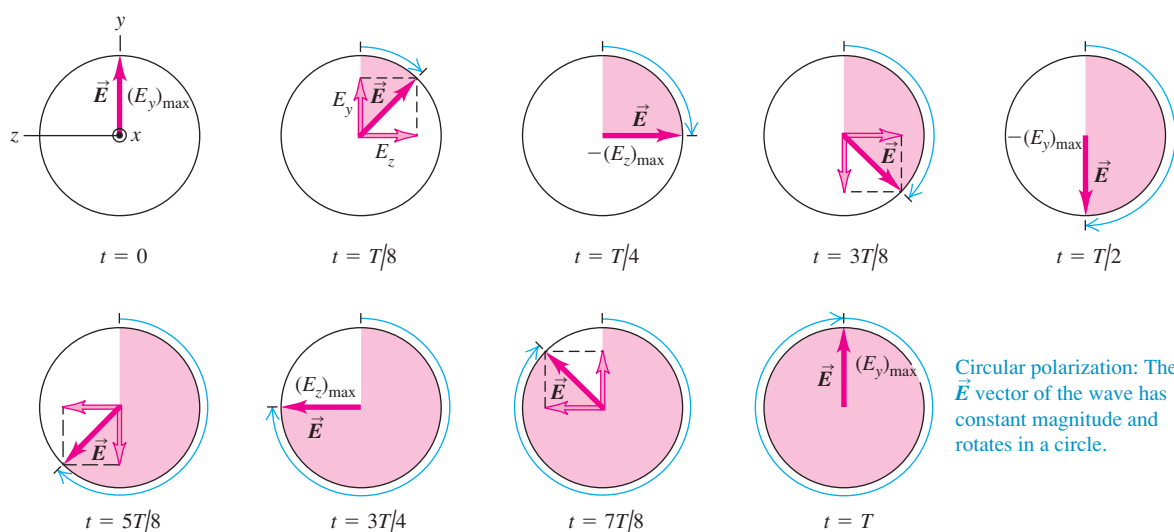 y
E⃗ (E_y)max
z x
t = 0
E_y E⃗
E_z
t = T/8
E⃗
−(E_z)max
t = T/4
E⃗
t = 3T/8
−(E_y)max
E⃗
t = T/2
E⃗
t = 5T/8
(E_z)max
E⃗
t = 3T/4
E⃗
t = 7T/8
(E_y)max
E⃗
t = T
Circular polarization: The
E⃗ vector of the wave has
constant magnitude and
rotates in a circle.